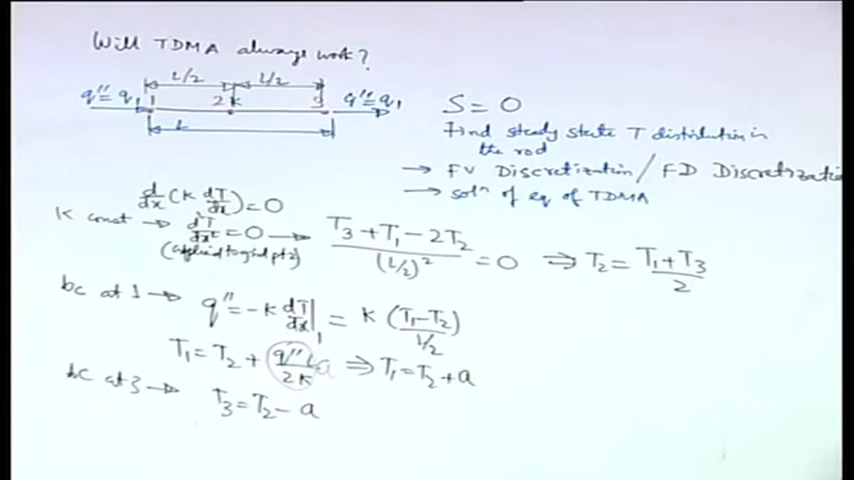 Will TDMA always work?
L/2 L/2
q''=q₁ 1 2 K 3 q''=q₁
L
S = 0
Find steady state T distribution in
the rod
→ FV Discretization / FD Discretization
→ solⁿ of eq of TDMA
d/dx (K dT/dx) = 0
K const → d²T/dx² = 0 → (T₃ + T₁ - 2T₂)/(L/2)² = 0 ⇒ T₂ = (T₁ + T₃)/2
(applied to grid pt 2)
bc at 1 → q'' = -K dT/dx|₁ = K (T₁ - T₂)/(L/2)
T₁ = T₂ + q''L/2K a ⇒ T₁ = T₂ + a
bc at 3 → T₃ = T₂ - a